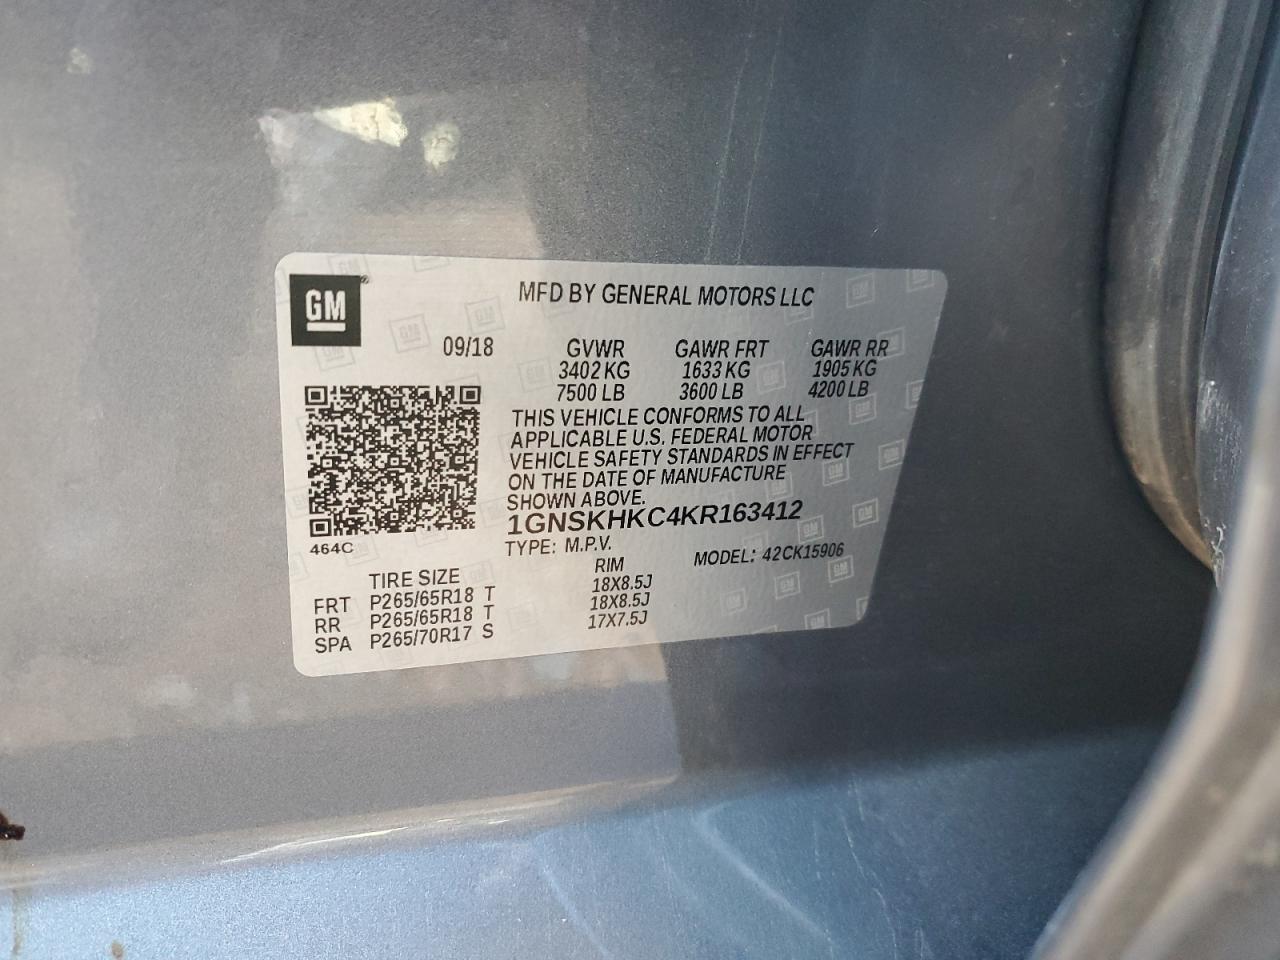 GM
MFD BY GENERAL MOTORS LLC
09/18 GVWR GAWR FRT GAWR RR
3402 KG 1633 KG 1905 KG
7500 LB 3600 LB 4200 LB
THIS VEHICLE CONFORMS TO ALL
APPLICABLE U.S. FEDERAL MOTOR
VEHICLE SAFETY STANDARDS IN EFFECT
ON THE DATE OF MANUFACTURE
SHOWN ABOVE.
1GNSKHKC4KR163412
464C
TYPE: M.P.V. MODEL: 42CK15906
TIRE SIZE RIM
FRT P265/65R18 T 18X8.5J
RR P265/65R18 T 18X8.5J
SPA P265/70R17 S 17X7.5J